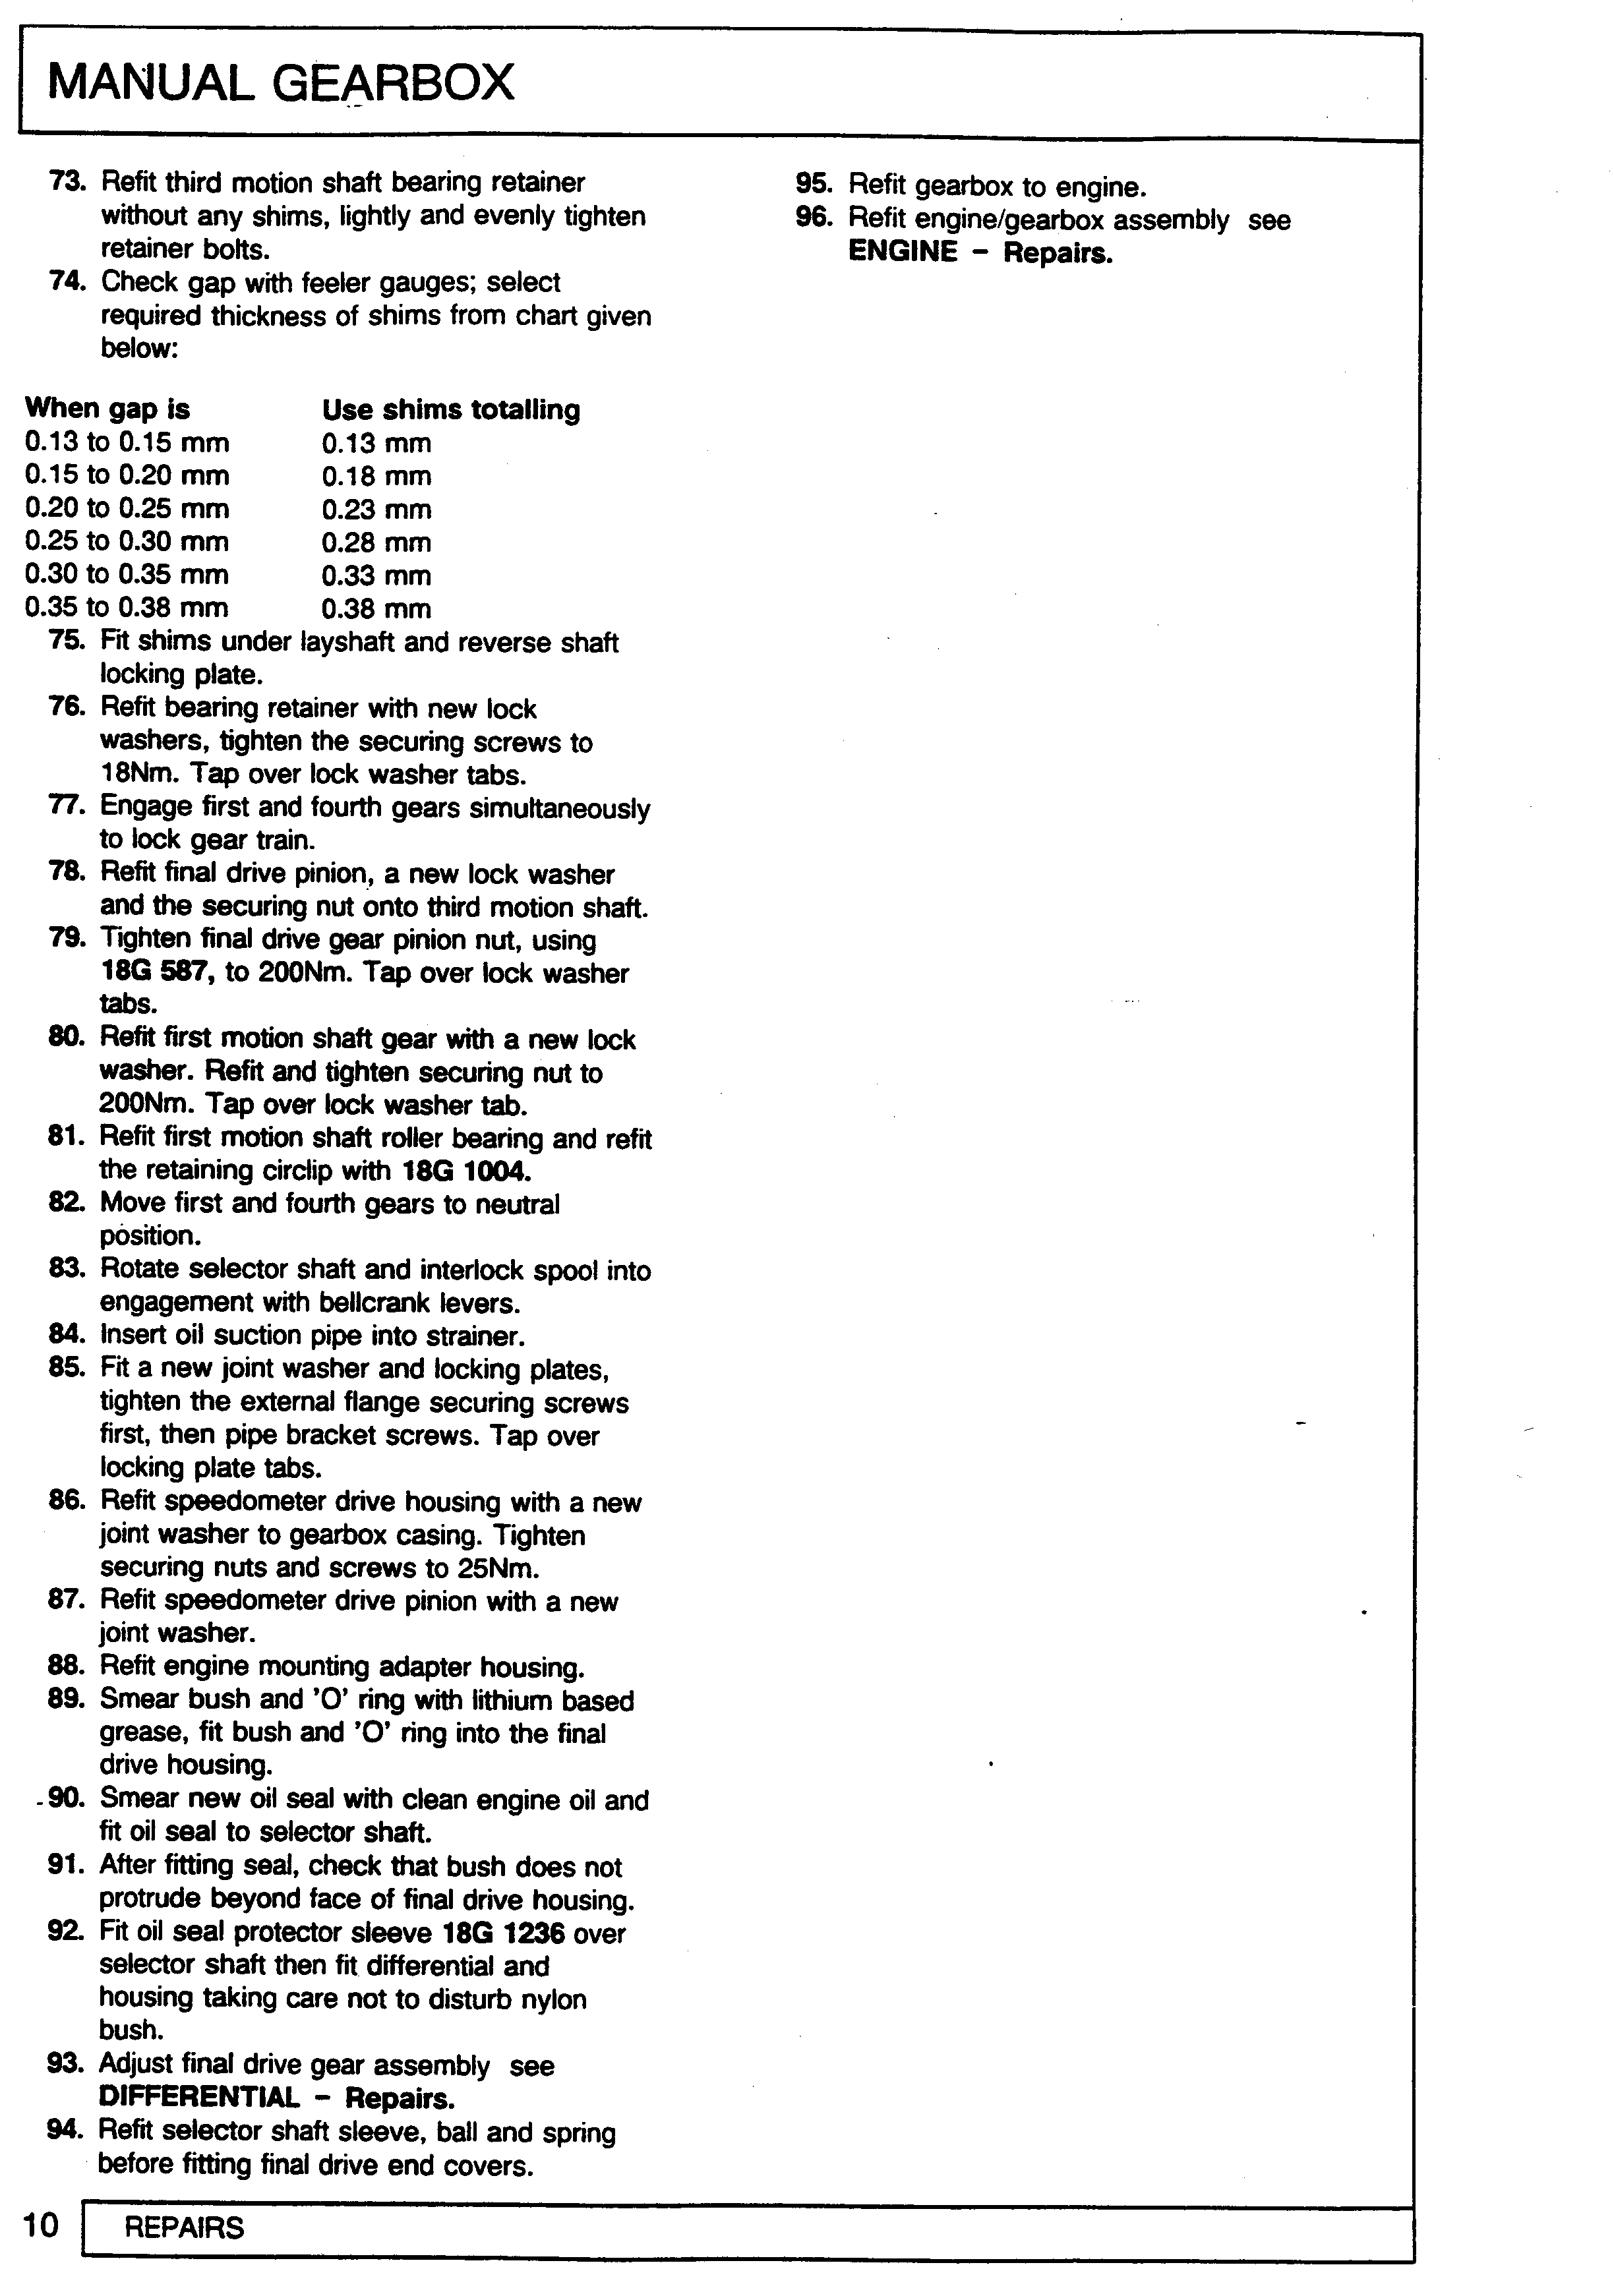 MANUAL GEARBOX
73. Refit third motion shaft bearing retainer
without any shims, lightly and evenly tighten
retainer bolts.
74. Check gap with feeler gauges; select
required thickness of shims from chart given
below:
When gap is Use shims totalling
0.13 to 0.15 mm 0.13 mm
0.15 to 0.20 mm 0.18 mm
0.20 to 0.25 mm 0.23 mm
0.25 to 0.30 mm 0.28 mm
0.30 to 0.35 mm 0.33 mm
0.35 to 0.38 mm 0.38 mm
75. Fit shims under layshaft and reverse shaft
locking plate.
76. Refit bearing retainer with new lock
washers, tighten the securing screws to
18Nm. Tap over lock washer tabs.
77. Engage first and fourth gears simultaneously
to lock gear train.
78. Refit final drive pinion, a new lock washer
and the securing nut onto third motion shaft.
79. Tighten final drive gear pinion nut, using
18G 587, to 200Nm. Tap over lock washer
tabs.
80. Refit first motion shaft gear with a new lock
washer. Refit and tighten securing nut to
200Nm. Tap over lock washer tab.
81. Refit first motion shaft roller bearing and refit
the retaining circlip with 18G 1004.
82. Move first and fourth gears to neutral
position.
83. Rotate selector shaft and interlock spool into
engagement with bellcrank levers.
84. Insert oil suction pipe into strainer.
85. Fit a new joint washer and locking plates,
tighten the external flange securing screws
first, then pipe bracket screws. Tap over
locking plate tabs.
86. Refit speedometer drive housing with a new
joint washer to gearbox casing. Tighten
securing nuts and screws to 25Nm.
87. Refit speedometer drive pinion with a new
joint washer.
88. Refit engine mounting adapter housing.
89. Smear bush and 'O' ring with lithium based
grease, fit bush and 'O' ring into the final
drive housing.
90. Smear new oil seal with clean engine oil and
fit oil seal to selector shaft.
91. After fitting seal, check that bush does not
protrude beyond face of final drive housing.
92. Fit oil seal protector sleeve 18G 1236 over
selector shaft then fit differential and
housing taking care not to disturb nylon
bush.
93. Adjust final drive gear assembly see
DIFFERENTIAL - Repairs.
94. Refit selector shaft sleeve, ball and spring
before fitting final drive end covers.
95. Refit gearbox to engine.
96. Refit engine/gearbox assembly see
ENGINE - Repairs.
10 REPAIRS